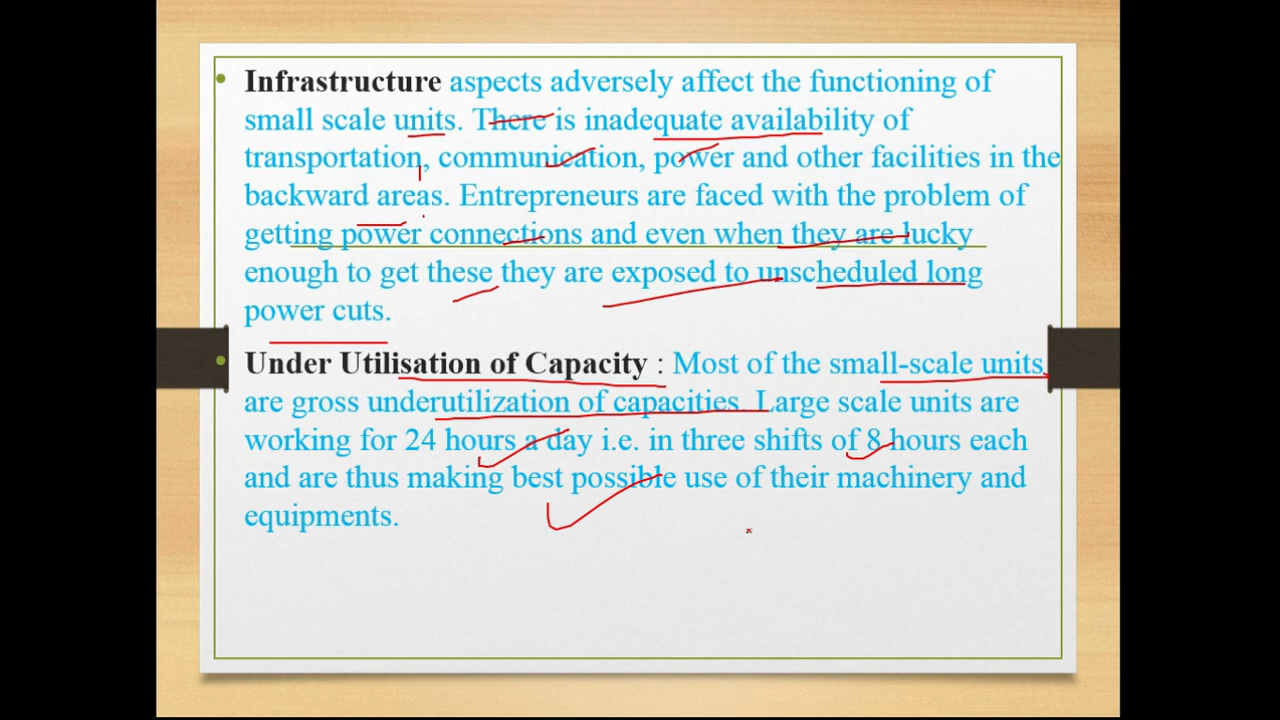 • Infrastructure aspects adversely affect the functioning of
small scale units. There is inadequate availability of
transportation, communication, power and other facilities in the
backward areas. Entrepreneurs are faced with the problem of
getting power connections and even when they are lucky
enough to get these they are exposed to unscheduled long
power cuts.
• Under Utilisation of Capacity : Most of the small-scale units,
are gross underutilization of capacities. Large scale units are
working for 24 hours a day i.e. in three shifts of 8 hours each
and are thus making best possible use of their machinery and
equipments.